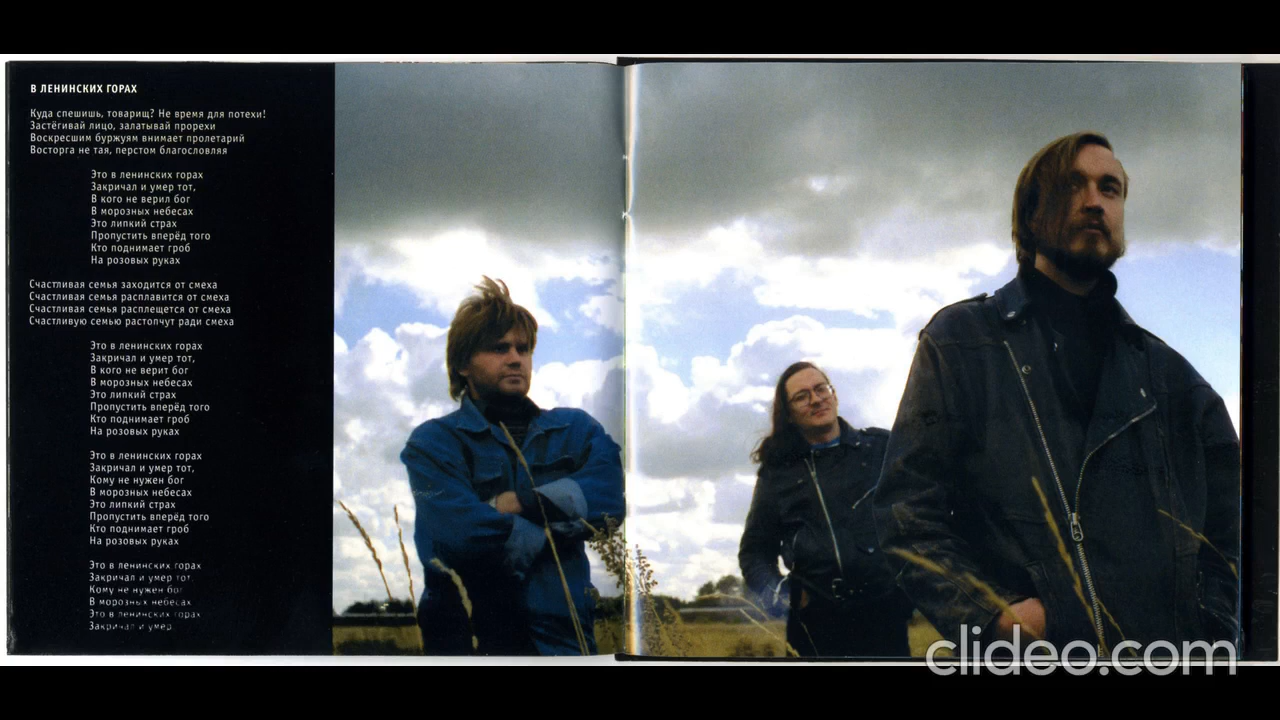 В ЛЕНИНСКИХ ГОРАХ
Куда спешишь, товарищ? Не время для потехи!
Застёгивай лицо, залатывай прорехи
Воскресшим буржуям внимает пролетарий
Восторга не тая, перстом благословляя
Это в ленинских горах
Закричал и умер тот,
В кого не верил бог
В морозных небесах
Это липкий страх
Пропустить вперёд того
Кто поднимает гроб
На розовых руках
Счастливая семья заходится от смеха
Счастливая семья расплавится от смеха
Счастливая семья расплещется от смеха
Счастливую семью растопчут ради смеха
Это в ленинских горах
Закричал и умер тот,
В кого не верит бог
В морозных небесах
Это липкий страх
Пропустить вперёд того
Кто поднимает гроб
На розовых руках
Это в ленинских горах
Закричал и умер тот,
Кому не нужен бог
В морозных небесах
Это липкий страх
Пропустить вперёд того
Кто поднимает гроб
На розовых руках
Это в ленинских горах
Закричал и умер тот.
Кому не нужен бог
В морозных небесах
Это в ленинских горах
Закричал и умер
clideo.com